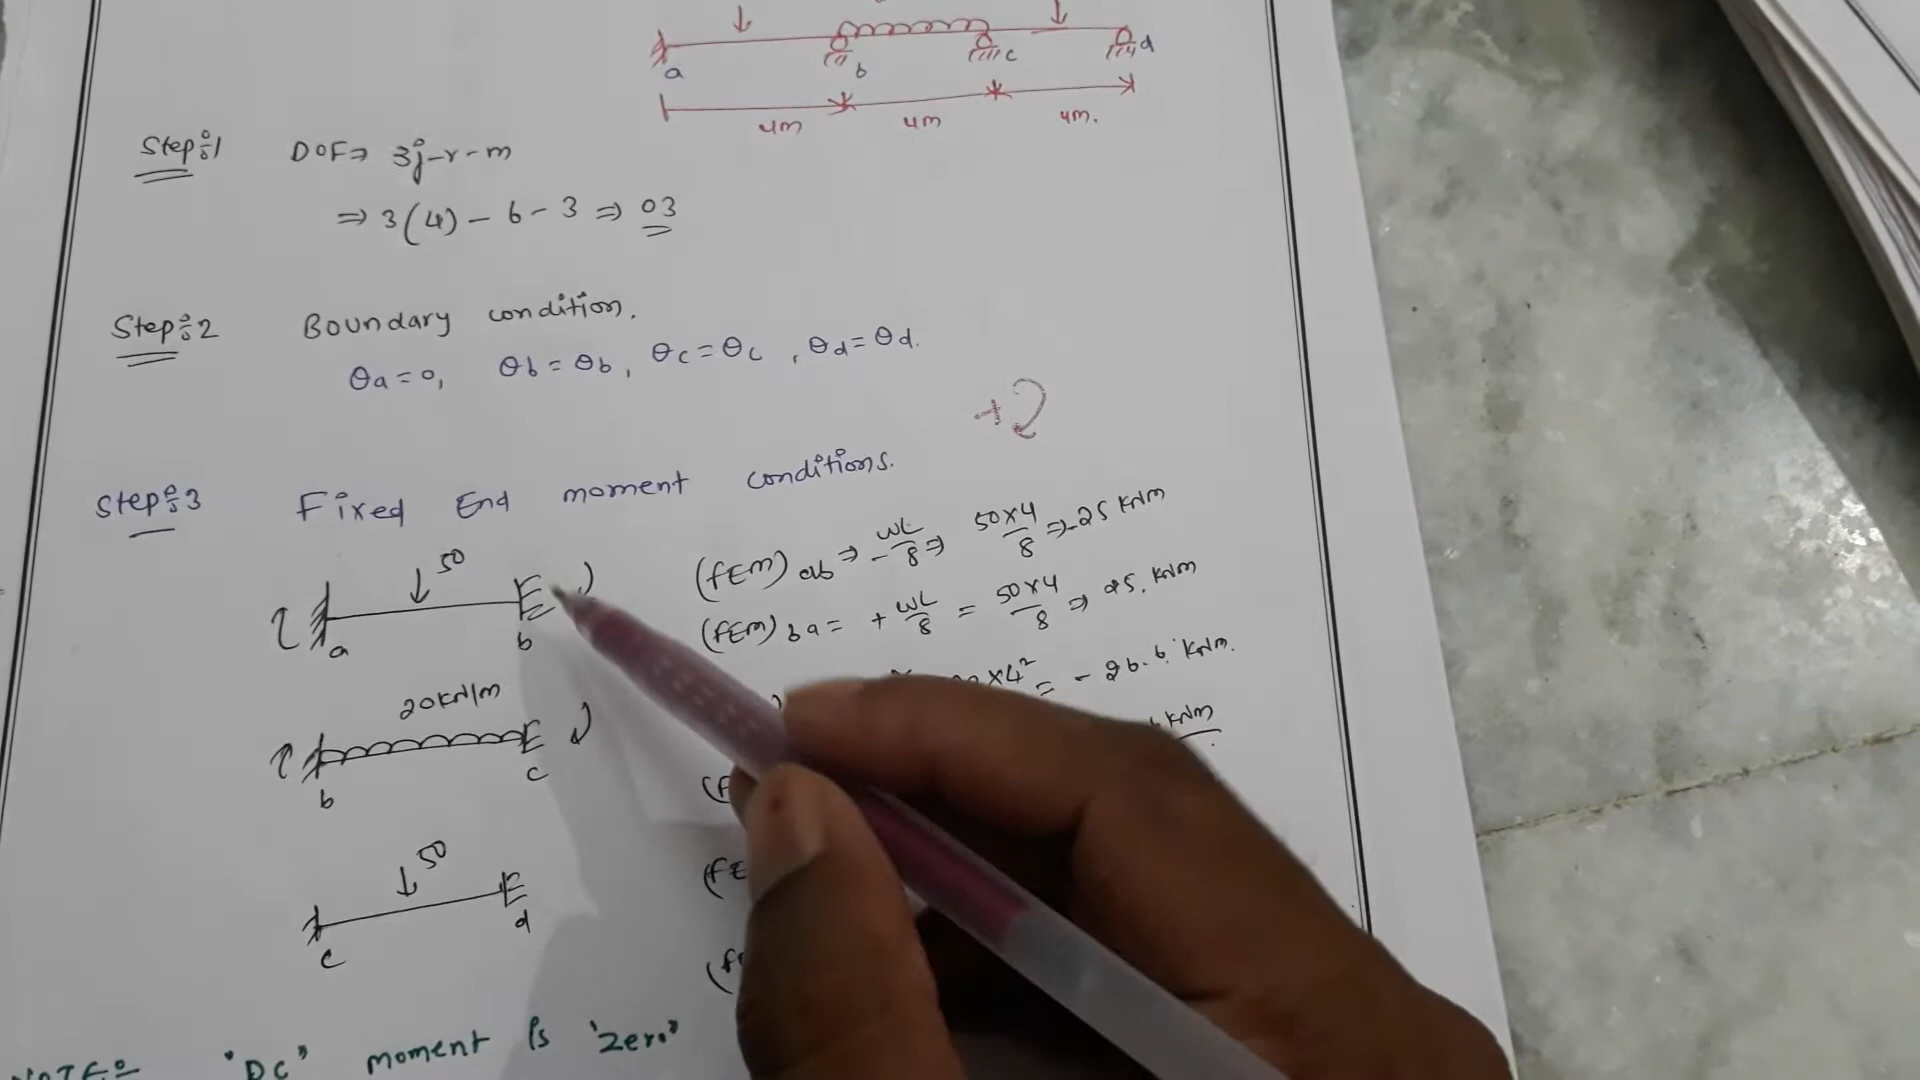 a b c d
4m 4m 4m.
Step:1 DOF⇒ 3j-r-m
⇒ 3(4) - 6 - 3 ⇒ 03
Step:2 Boundary condition.
θa = 0, θb = θb, θc = θc, θd = θd.
+
Step:3 Fixed End moment conditions.
50
a b
(FEM) ab ⇒ -WL/8 ⇒ 50×4/8 ⇒ -25 KNm
(FEM) ba = + WL/8 = 50×4/8 ⇒ 25. KNm
20KN/m
b c
×4² = - 26.6. KNm.
KNm
50
c d
"DC" moment is "zero"